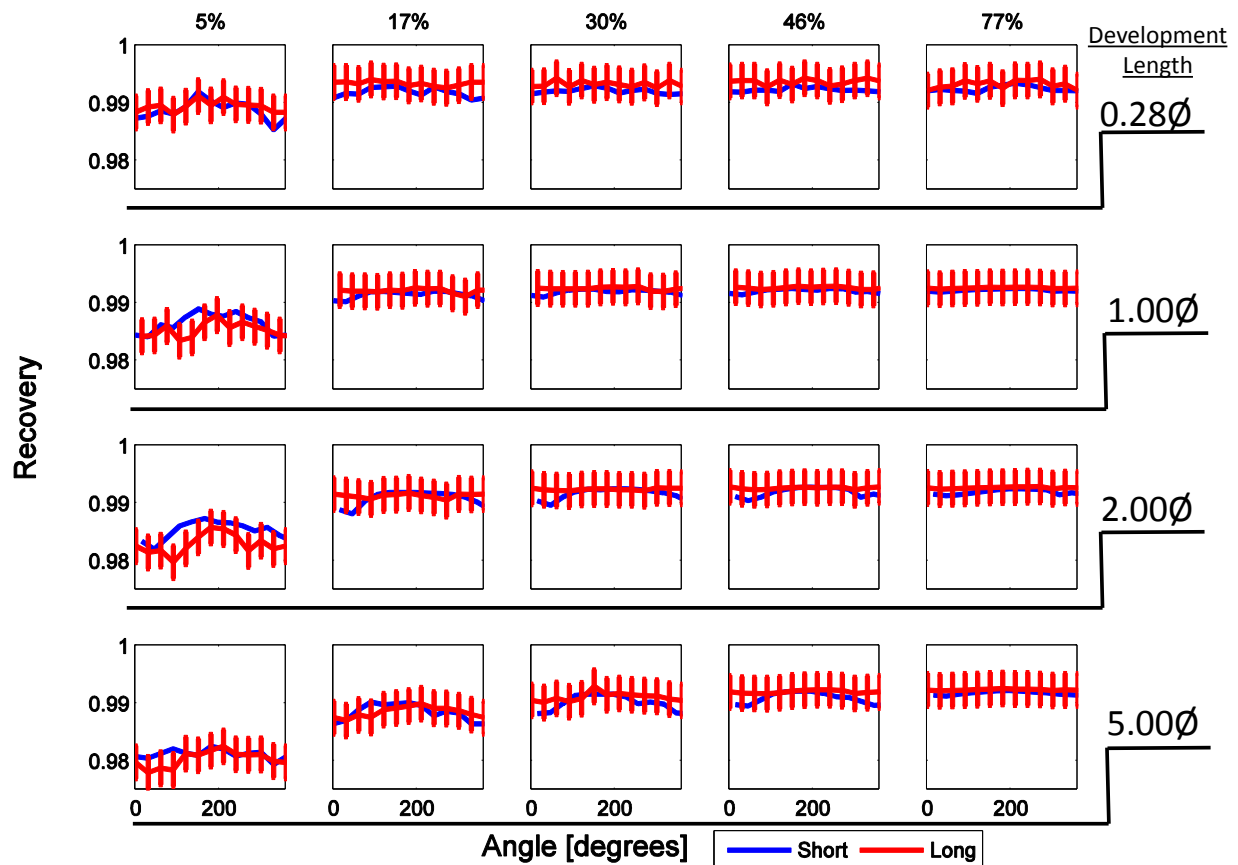 5% 17% 30% 46% 77%
Development
Length
1
0.99
0.98
0.28Ø
1
0.99
0.98
1.00Ø
Recovery
1
0.99
0.98
2.00Ø
1
0.99
0.98
5.00Ø
0 200 0 200 0 200 0 200 0 200
Angle [degrees]
Short Long